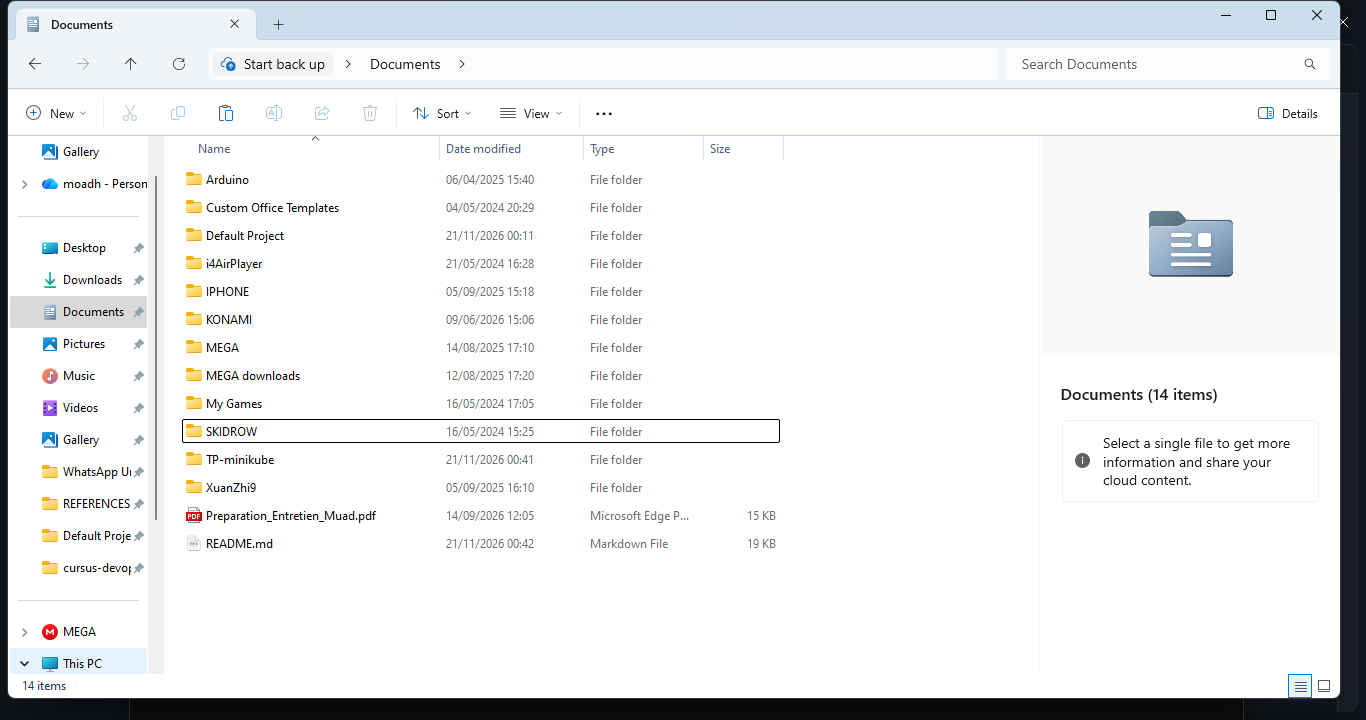 Documents
Start back up > Documents >
Search Documents
New
Sort
View
Details
Name Date modified Type Size
Gallery
moadh - Person
Desktop
Downloads
Documents
Pictures
Music
Videos
Gallery
WhatsApp Un
REFERENCES
Default Proje
cursus-devop
MEGA
This PC
Arduino 06/04/2025 15:40 File folder
Custom Office Templates 04/05/2024 20:29 File folder
Default Project 21/11/2026 00:11 File folder
i4AirPlayer 21/05/2024 16:28 File folder
IPHONE 05/09/2025 15:18 File folder
KONAMI 09/06/2026 15:06 File folder
MEGA 14/08/2025 17:10 File folder
MEGA downloads 12/08/2025 17:20 File folder
My Games 16/05/2024 17:05 File folder
SKIDROW 16/05/2024 15:25 File folder
TP-minikube 21/11/2026 00:41 File folder
XuanZhi9 05/09/2025 16:10 File folder
Preparation_Entretien_Muad.pdf 14/09/2026 12:05 Microsoft Edge P... 15 KB
README.md 21/11/2026 00:42 Markdown File 19 KB
Documents (14 items)
Select a single file to get more
information and share your
cloud content.
14 items